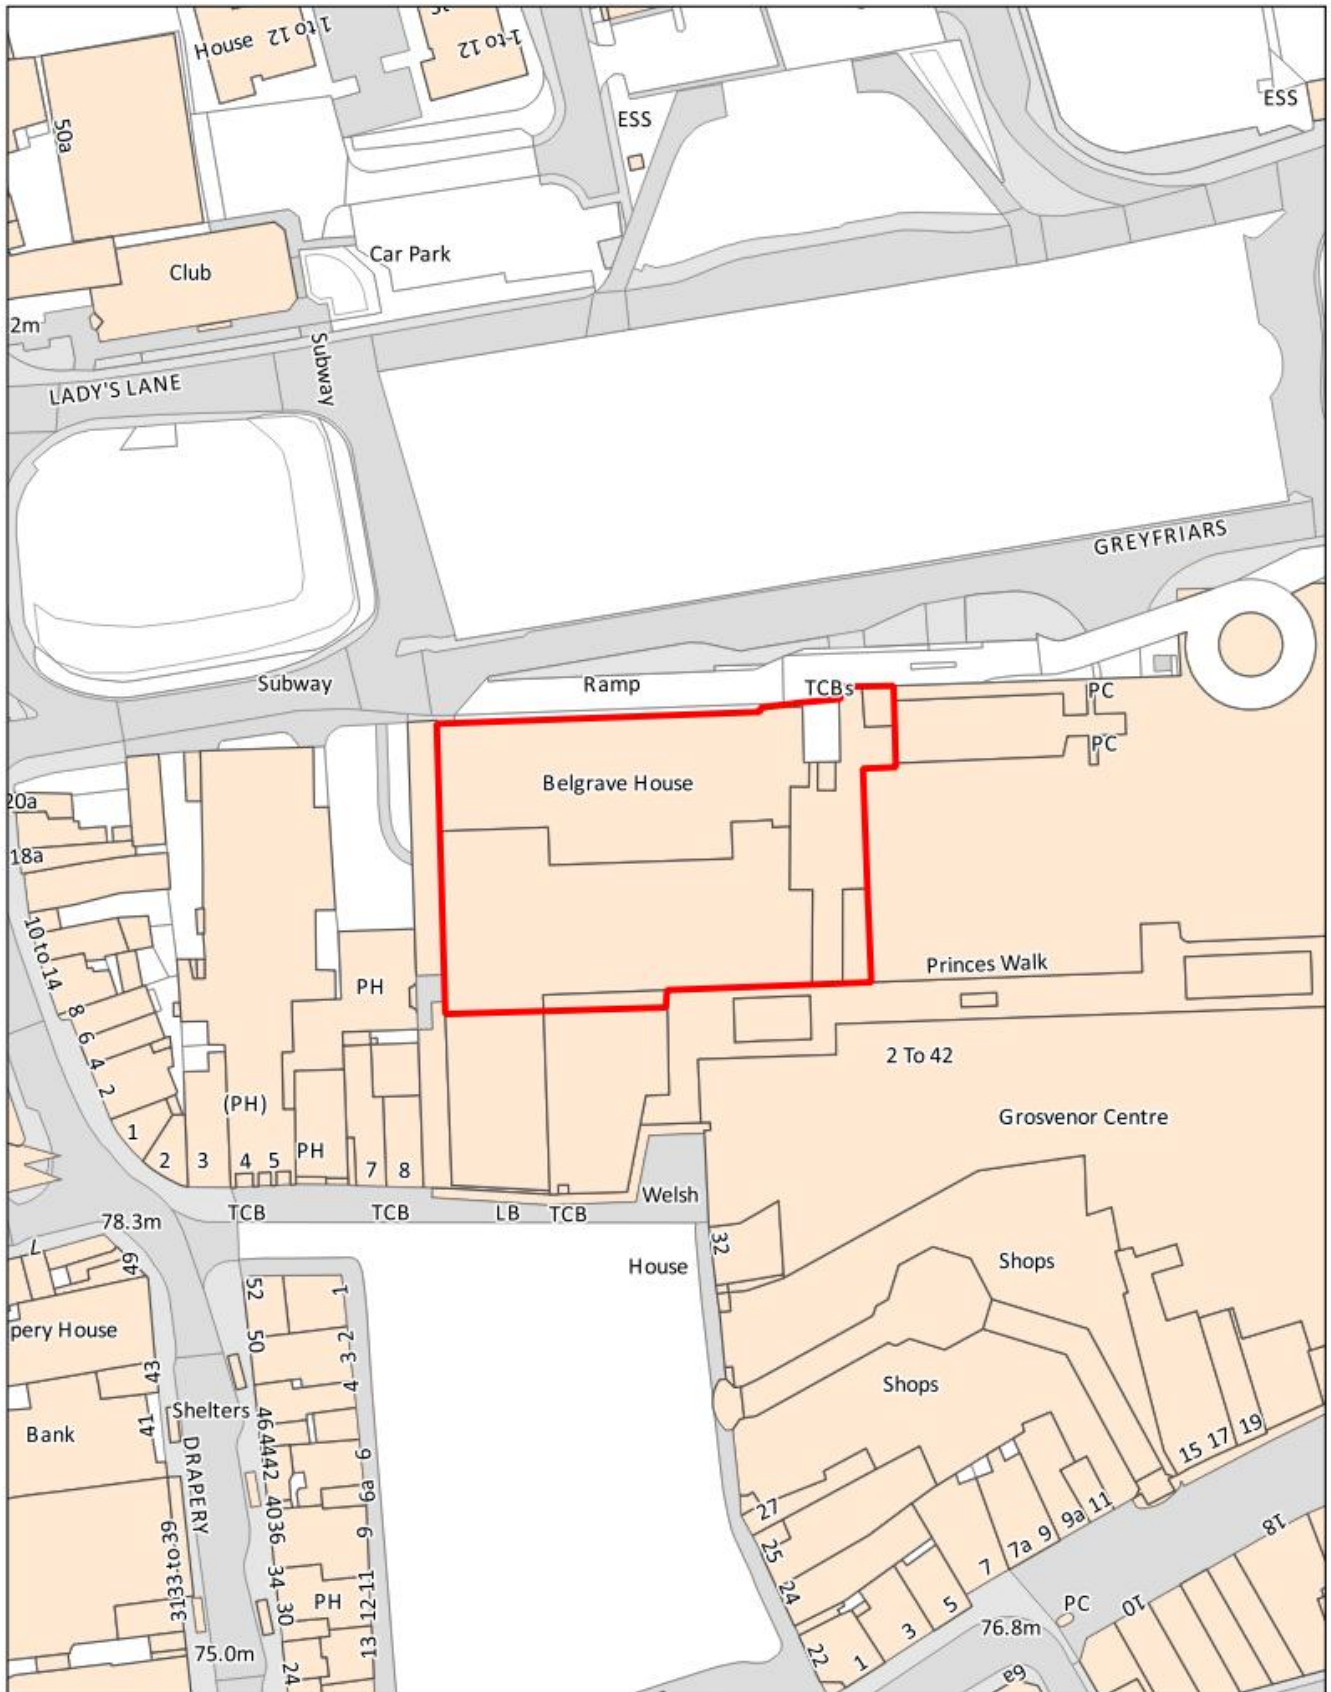 House
1 to 12
1 to 12
50a
ESS
ESS
Car Park
Club
2m
Subway
LADY'S LANE
GREYFRIARS
Subway
Ramp
TCBs
PC
PC
Belgrave House
20a
18a
10 to 14
8
6
4
2
1
2
3
4
5
7
8
PH
(PH)
PH
Princes Walk
2 To 42
Grosvenor Centre
Welsh
House
TCB
TCB
LB
TCB
78.3m
32
Shops
Shops
7
49
pery House
43
41
Bank
Shelters
DRAPERY
52
50
46
44
42
40
36
34
30
24
1
3-2
4
6
6a
9
12-11
13
PH
33 to 39
31
75.0m
27
25
24
22
1
3
5
7
7a
9
9a
11
15
17
19
18
10
PC
76.8m
6a